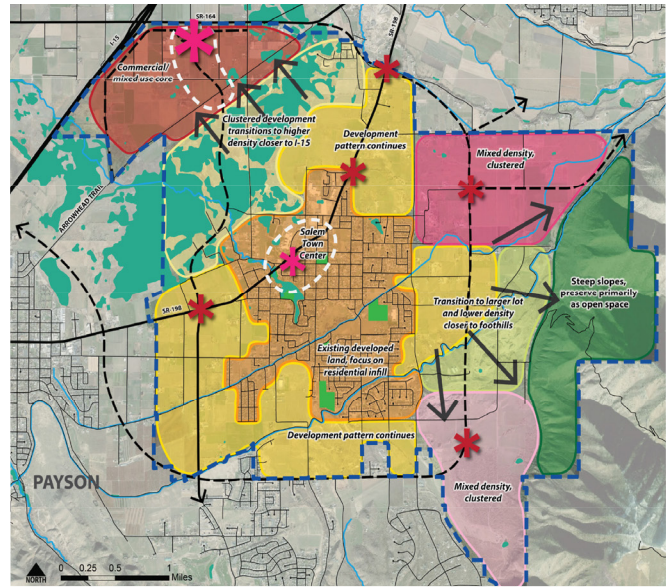 SR-164
I-15
SR-198
Commercial/
mixed use core
Clustered development
transitions to higher
density closer to I-15
Development
pattern continues
Mixed density,
clustered
ARROWHEAD TRAIL
Salem
Town
Center
Steep slopes,
preserve primarily
as open space
Transition to larger lot
and lower density
closer to foothills
SR-198
Existing developed
land, focus on
residential infill
Development pattern continues
PAYSON
Mixed density,
clustered
NORTH
0 0.25 0.5 1
Miles